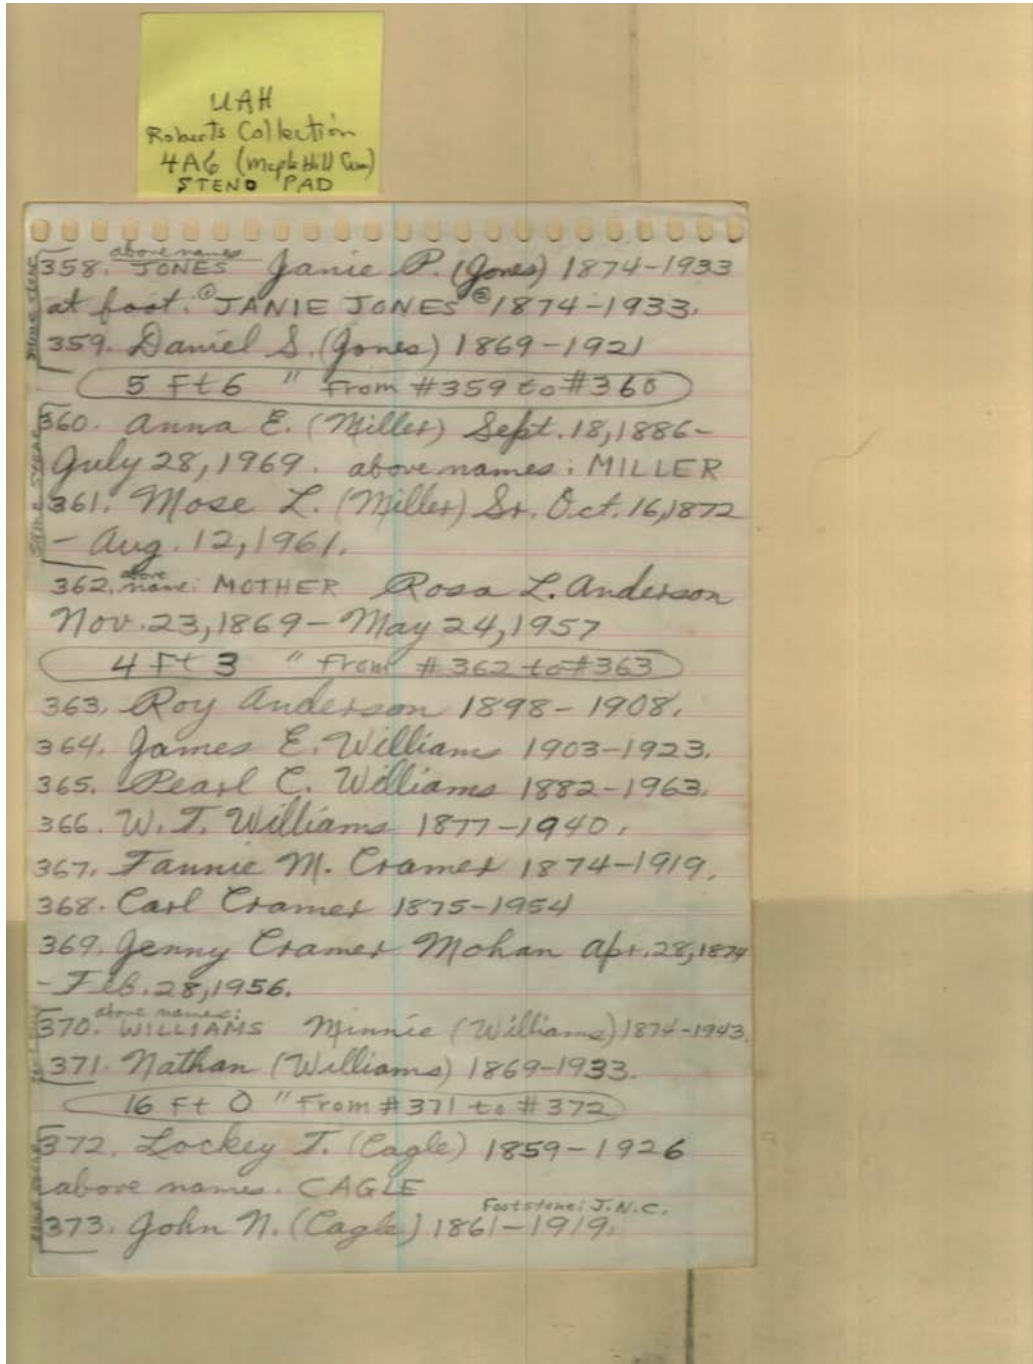 UAH
Roberts Collection
4A6 (Maple Hill Cem)
STENO PAD
above names
358. JONES Janie P. (Jones) 1874-1933
at foot: ① JANIE JONES ② 1874-1933.
same stone
359. Daniel S. (Jones) 1869-1921
5 Ft 6 " From #359 to #360
360. Anna E. (Miller) Sept. 18, 1886-
July 28, 1969. above names: MILLER
same stone
361. Mose L. (Miller) Sr. Oct. 16, 1872
- Aug. 12, 1961.
362. above name: MOTHER Rosa L. Anderson
Nov. 23, 1869 - May 24, 1957
4 Ft 3 " From #362 to #363
363. Roy Anderson 1898-1908.
364. James E. Williams 1903-1923.
365. Pearl C. Williams 1882-1963.
366. W. T. Williams 1877-1940.
367. Fannie M. Cramer 1874-1919.
368. Carl Cramer 1875-1954
369. Jenny Cramer Mohan Apr. 28, 1874
- Feb. 28, 1956.
above names:
370. WILLIAMS Minnie (Williams) 1874-1943.
371. Nathan (Williams) 1869-1933.
16 Ft 0 " From #371 to #372
372. Lockey T. (Cagle) 1859-1926
above names. CAGLE
Footstone: J.N.C.
373. John N. (Cagle) 1861-1919.